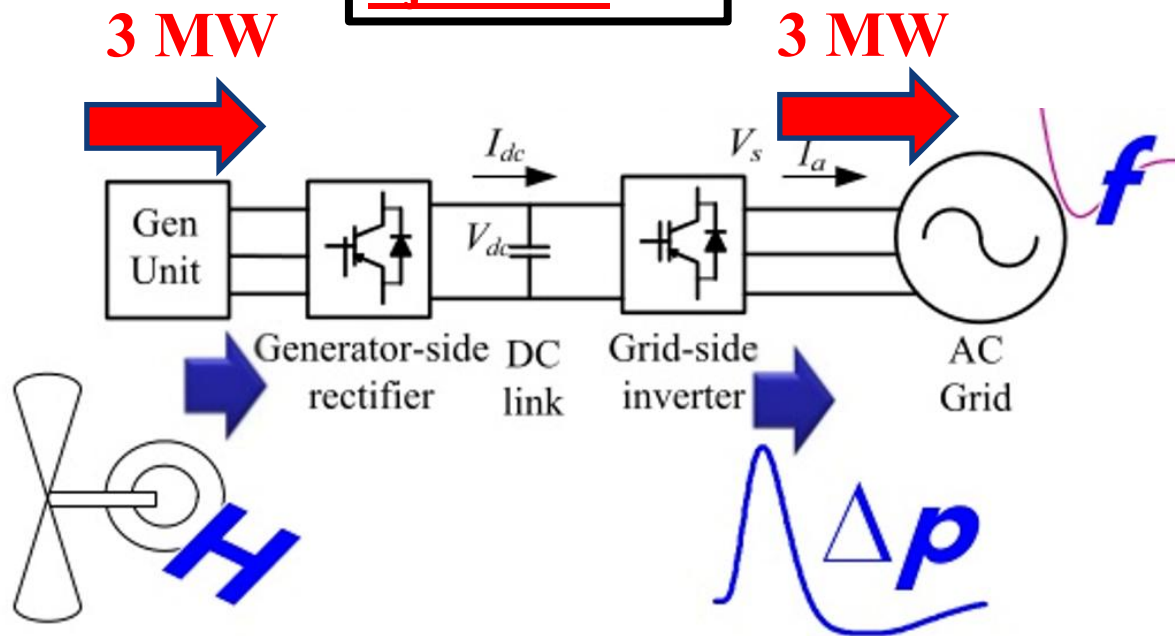 3 MW
3 MW
I_dc
V_s
I_a
f
Gen
Unit
V_dc
Generator-side
rectifier
DC
link
Grid-side
inverter
AC
Grid
H
Δp